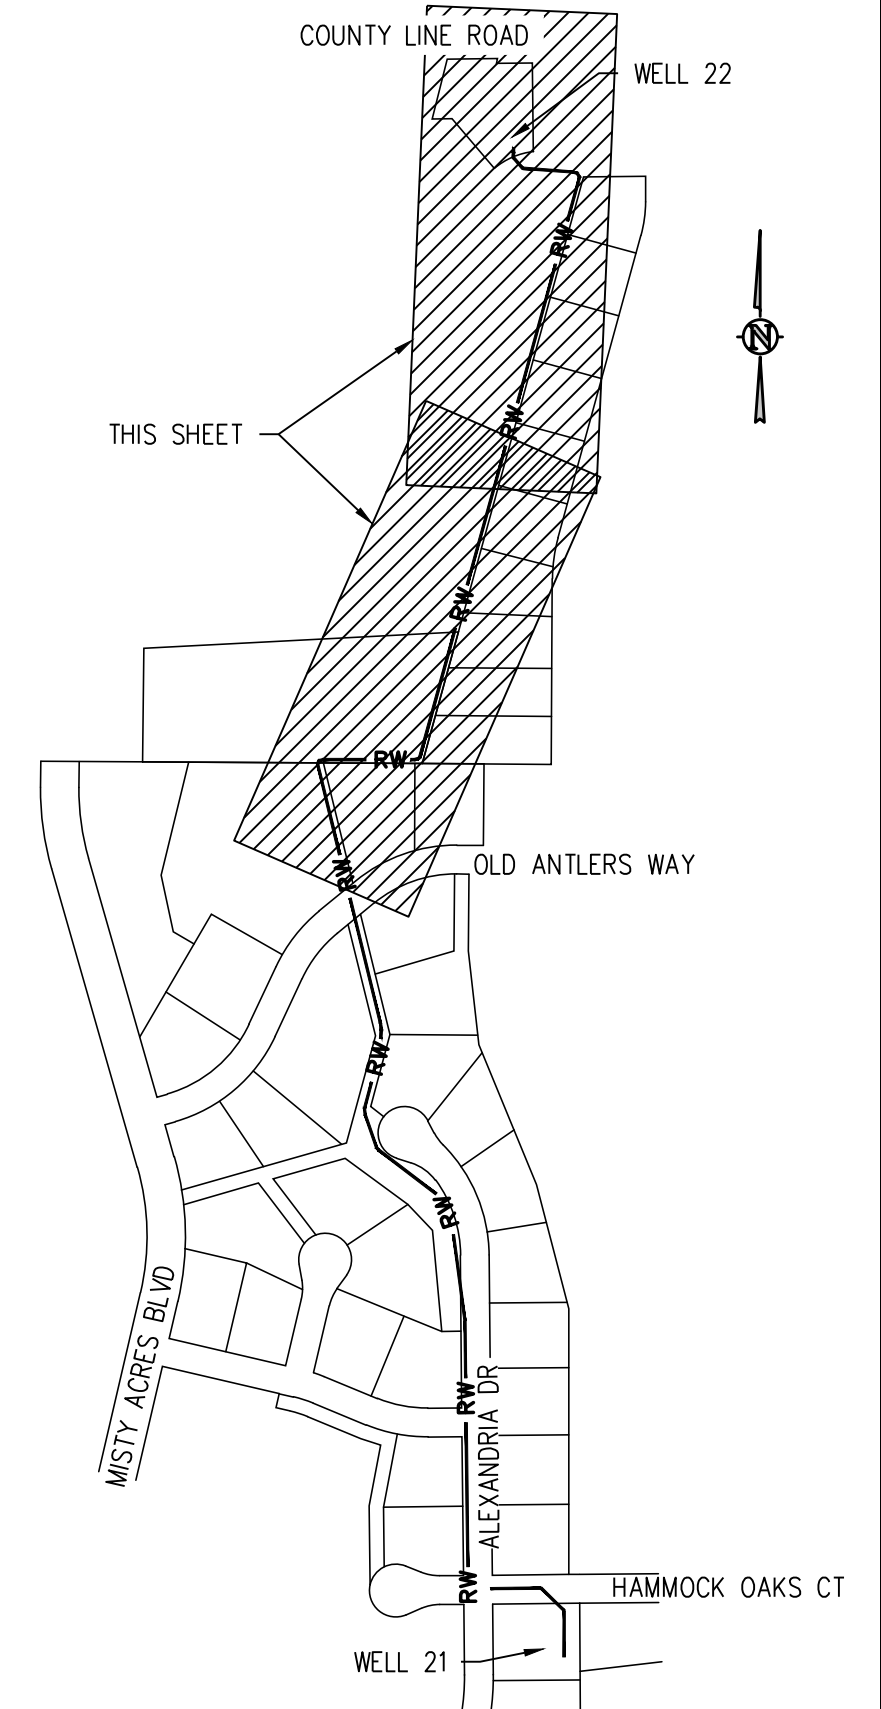 COUNTY LINE ROAD
WELL 22
RW
N
RW
THIS SHEET
RW
RW
OLD ANTLERS WAY
RW
RW
RW
MISTY ACRES BLVD
RW
ALEXANDRIA DR
RW
HAMMOCK OAKS CT
WELL 21